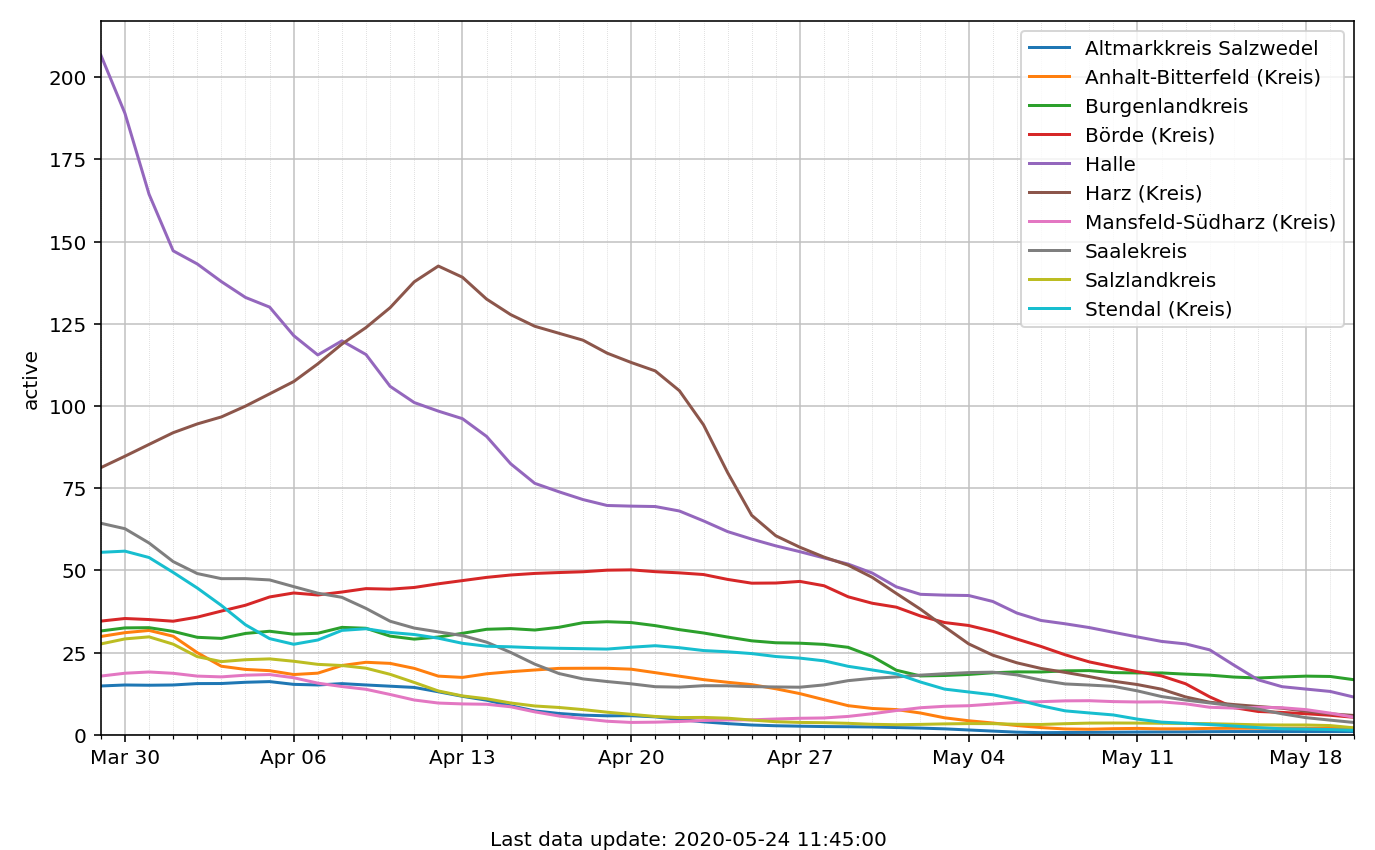 200
175
150
125
100
75
50
25
0
active
Mar 30 Apr 06 Apr 13 Apr 20 Apr 27 May 04 May 11 May 18
Altmarkkreis Salzwedel
Anhalt-Bitterfeld (Kreis)
Burgenlandkreis
Börde (Kreis)
Halle
Harz (Kreis)
Mansfeld-Südharz (Kreis)
Saalekreis
Salzlandkreis
Stendal (Kreis)
Last data update: 2020-05-24 11:45:00